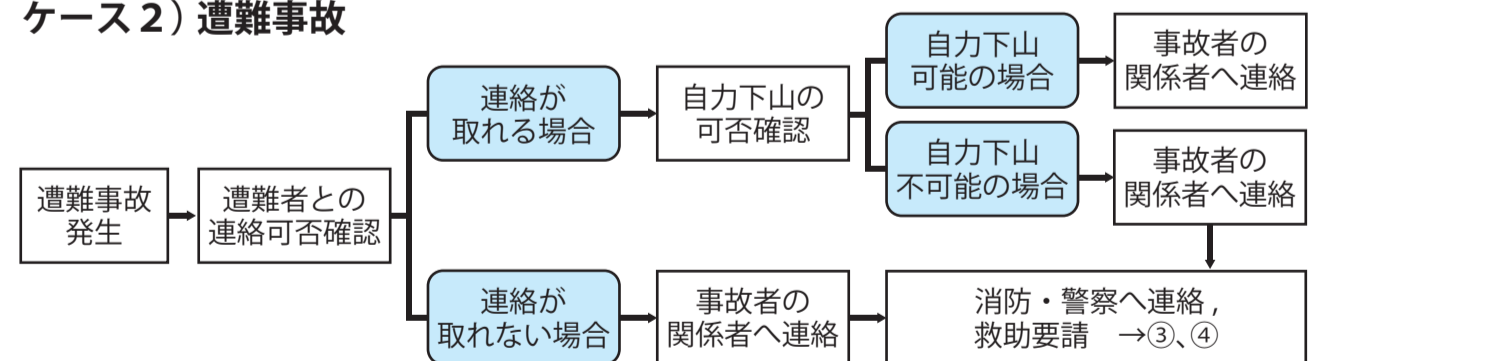 ケース２）遭難事故
遭難事故
発生
遭難者との
連絡可否確認
連絡が
取れる場合
自力下山の
可否確認
自力下山
可能の場合
事故者の
関係者へ連絡
自力下山
不可能の場合
事故者の
関係者へ連絡
連絡が
取れない場合
事故者の
関係者へ連絡
消防・警察へ連絡，
救助要請　→③、④